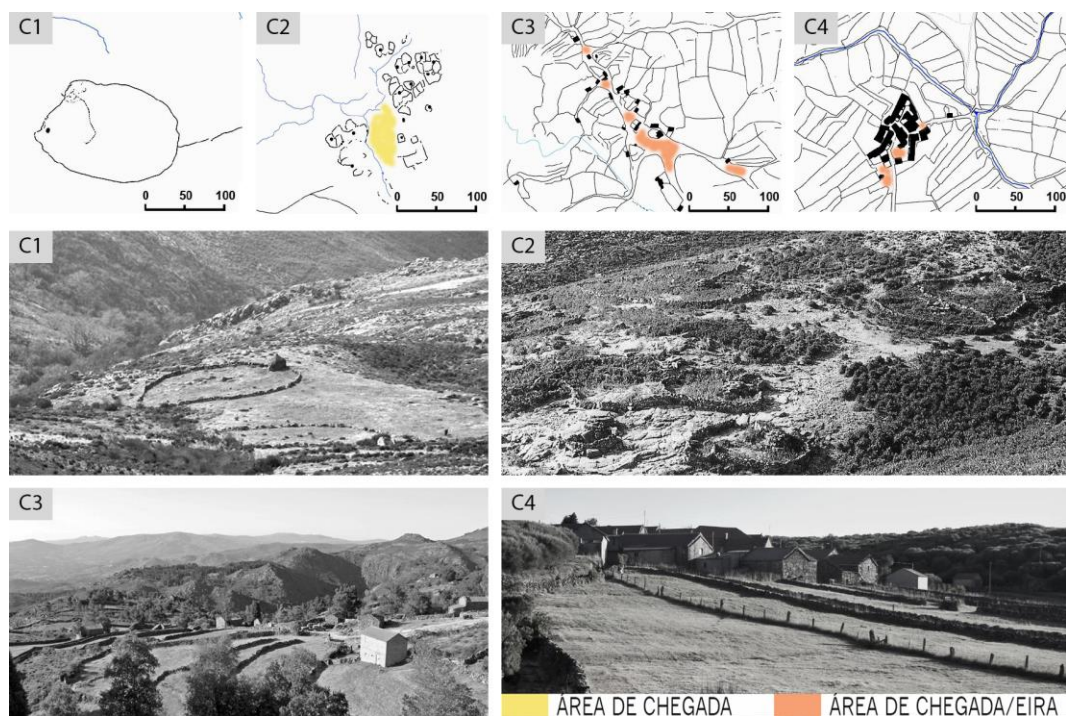 C1
C2
C3
C4
0 50 100
0 50 100
0 50 100
0 50 100
C1
C2
C3
C4
ÁREA DE CHEGADA
ÁREA DE CHEGADA/EIRA